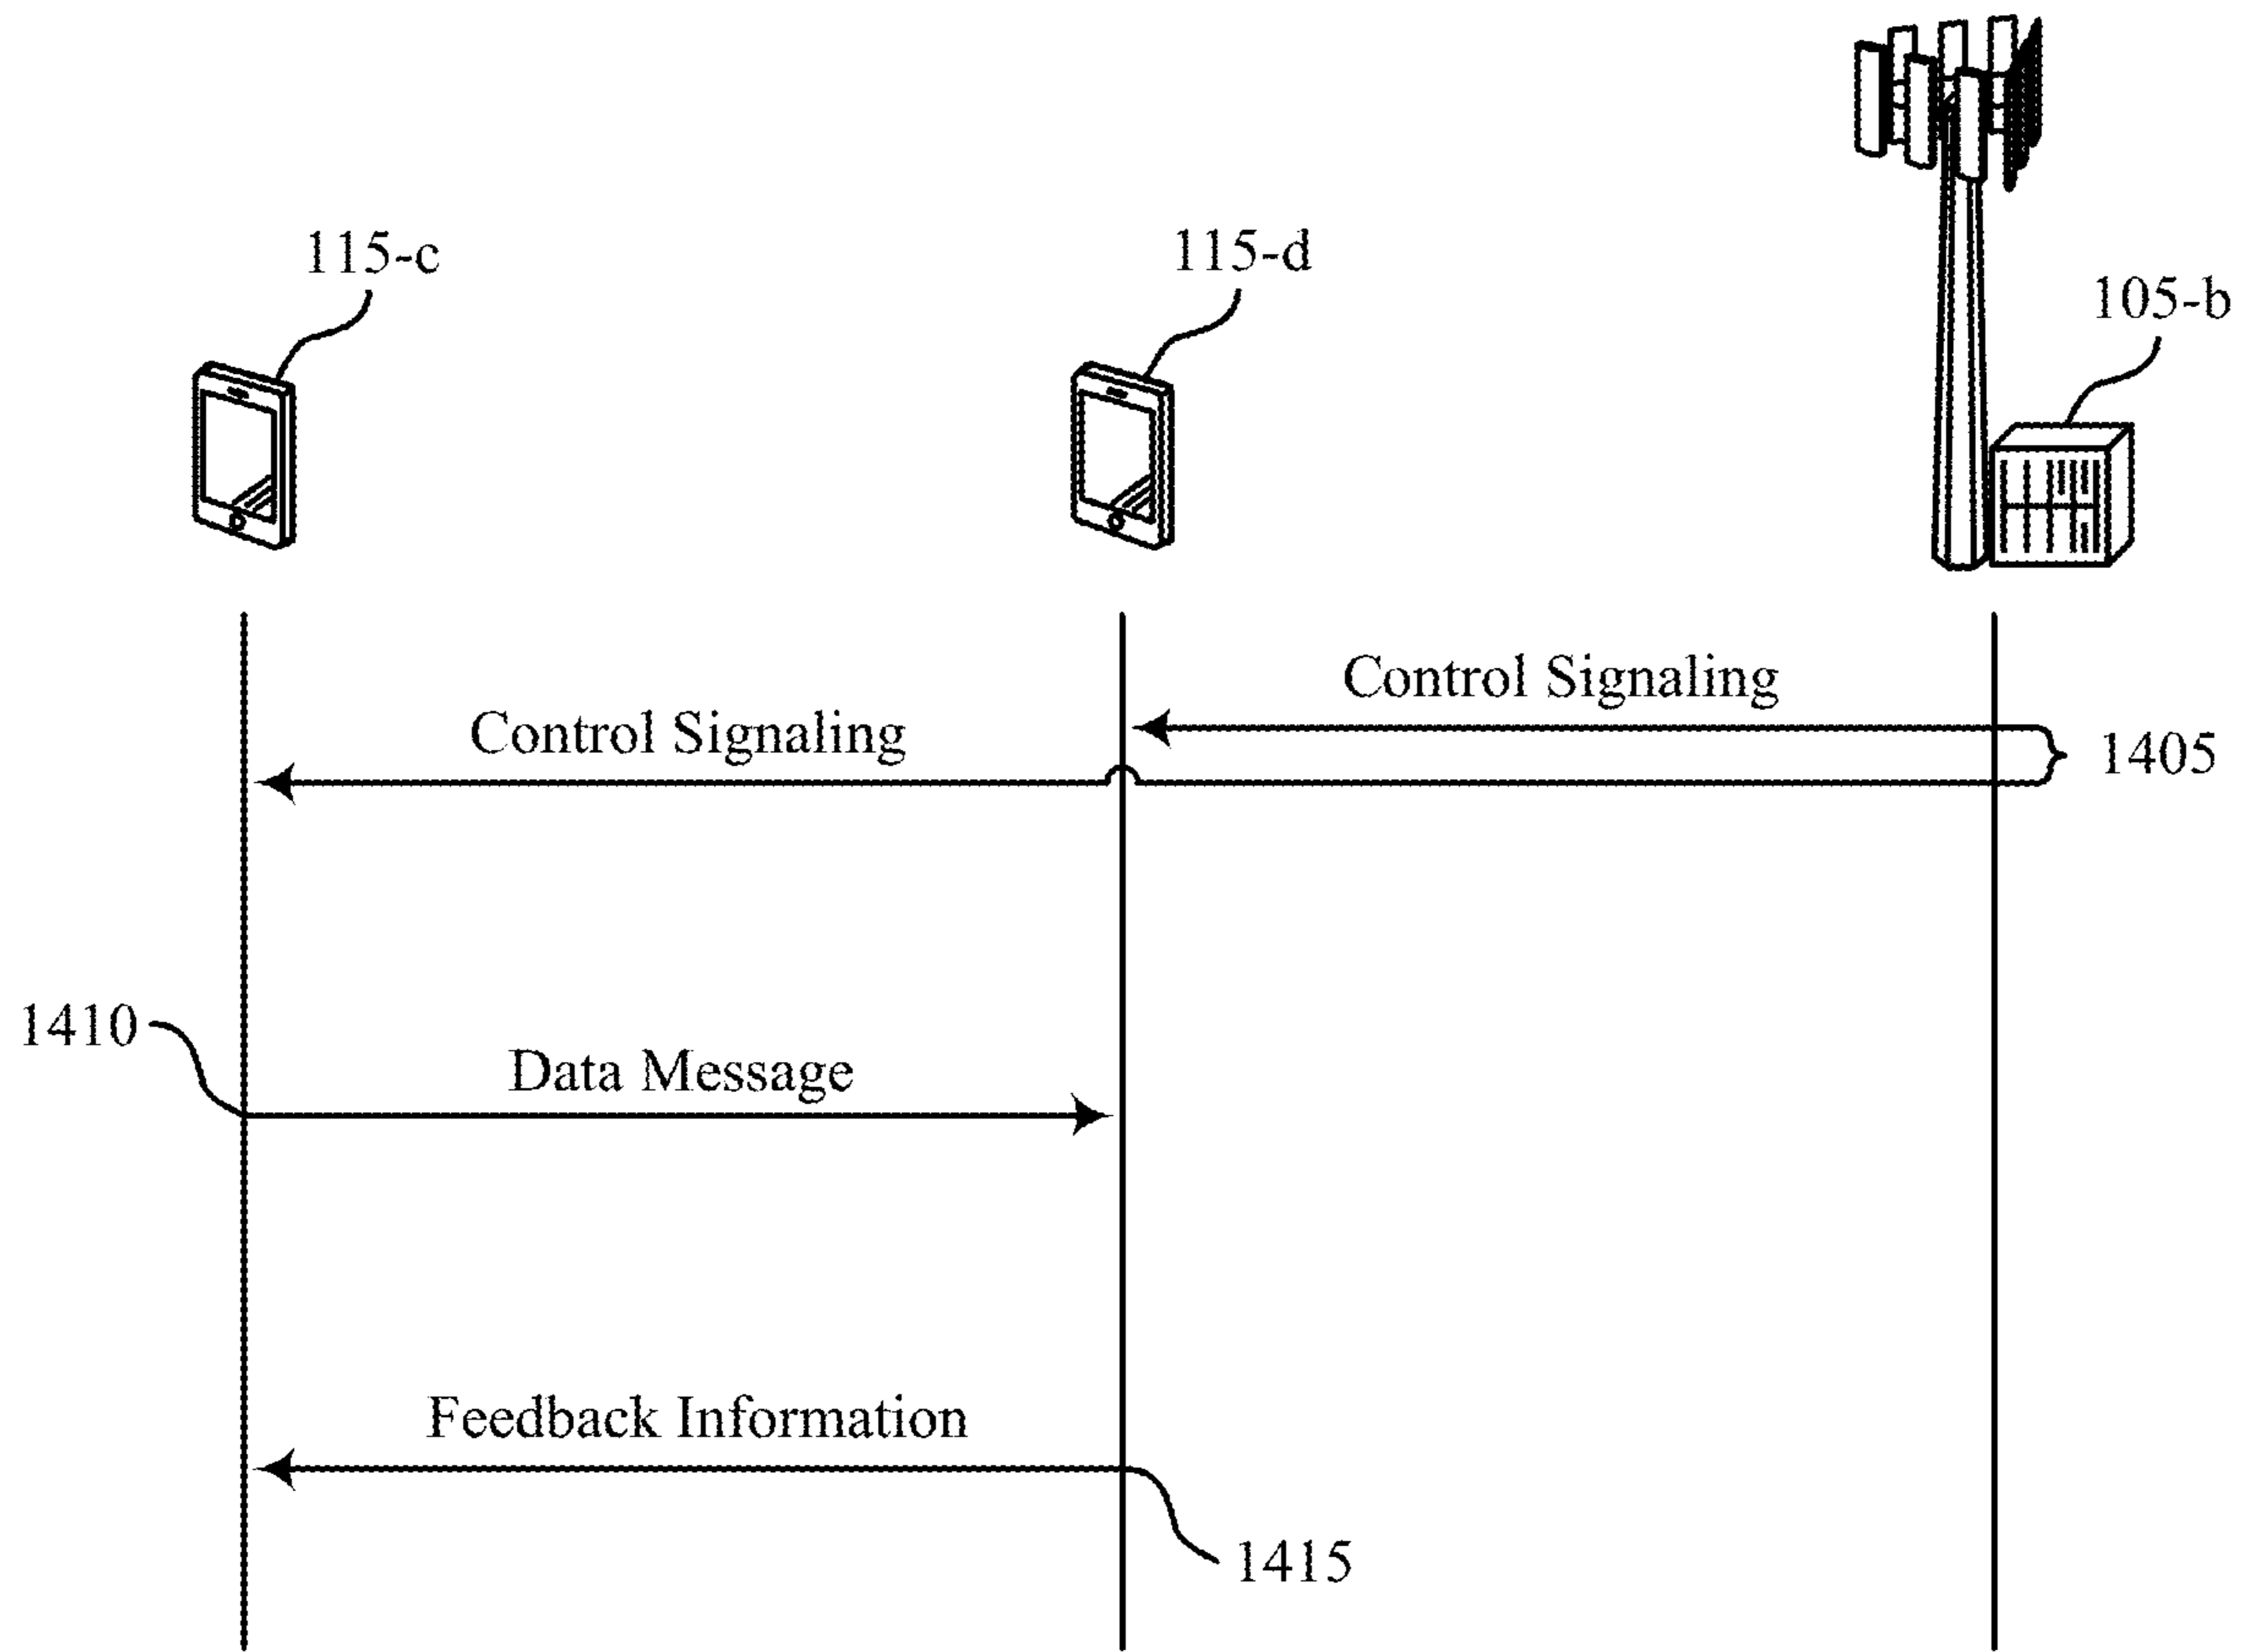 115-c
115-d
105-b
Control Signaling
Control Signaling
1405
1410
Data Message
Feedback Information
1415